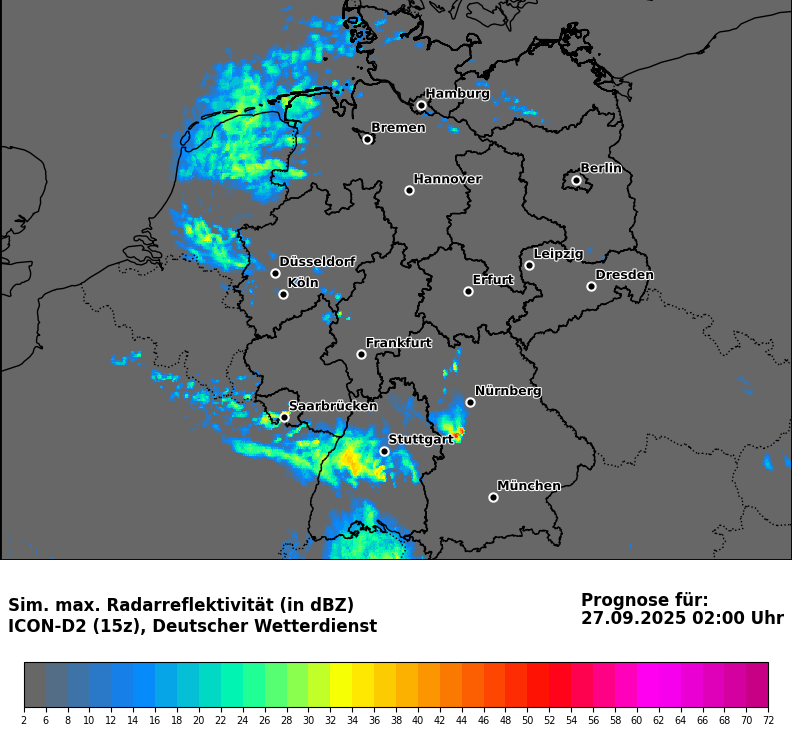 Hamburg
Bremen
Berlin
Hannover
Leipzig
Düsseldorf
Dresden
Köln
Erfurt
Frankfurt
Nürnberg
Saarbrücken
Stuttgart
München
Sim. max. Radarreflektivität (in dBZ)
ICON-D2 (15z), Deutscher Wetterdienst
Prognose für:
27.09.2025 02:00 Uhr
2 6 8 10 12 14 16 18 20 22 24 26 28 30 32 34 36 38 40 42 44 46 48 50 52 54 56 58 60 62 64 66 68 70 72